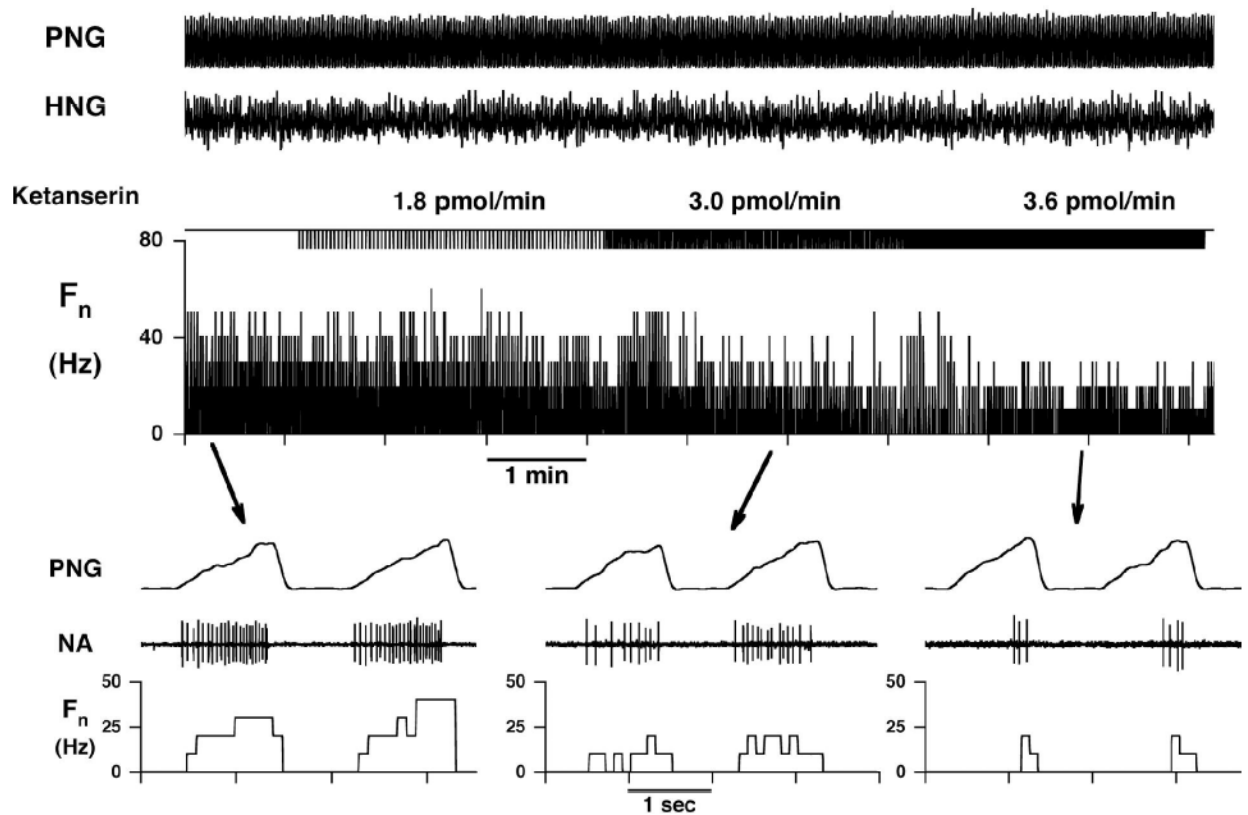 PNG
HNG
Ketanserin 1.8 pmol/min 3.0 pmol/min 3.6 pmol/min
80
Fn
40
(Hz)
0
1 min
PNG
NA
50 50 50
Fn
25 25 25
(Hz)
0 0 0
1 sec